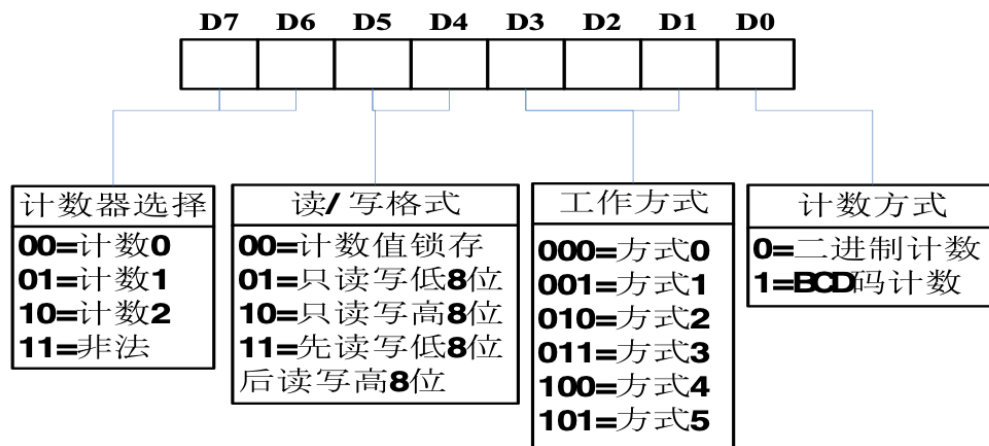 D7 D6 D5 D4 D3 D2 D1 D0
计数器选择
00=计数0
01=计数1
10=计数2
11=非法
读/写格式
00=计数值锁存
01=只读写低8位
10=只读写高8位
11=先读写低8位
后读写高8位
工作方式
000=方式0
001=方式1
010=方式2
011=方式3
100=方式4
101=方式5
计数方式
0=二进制计数
1=BCD码计数